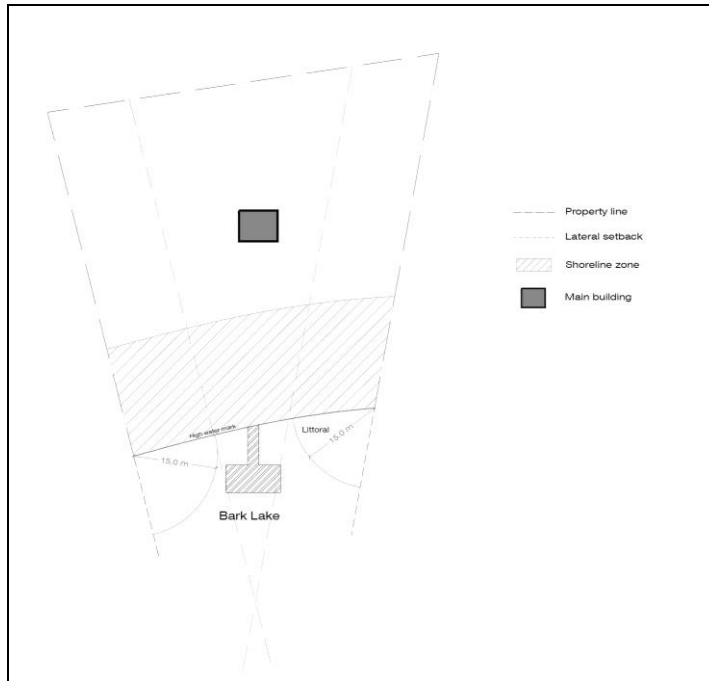 Property line
Lateral setback
Shoreline zone
Main building
High water mark
Littoral
15.0 m
15.0 m
Bark Lake